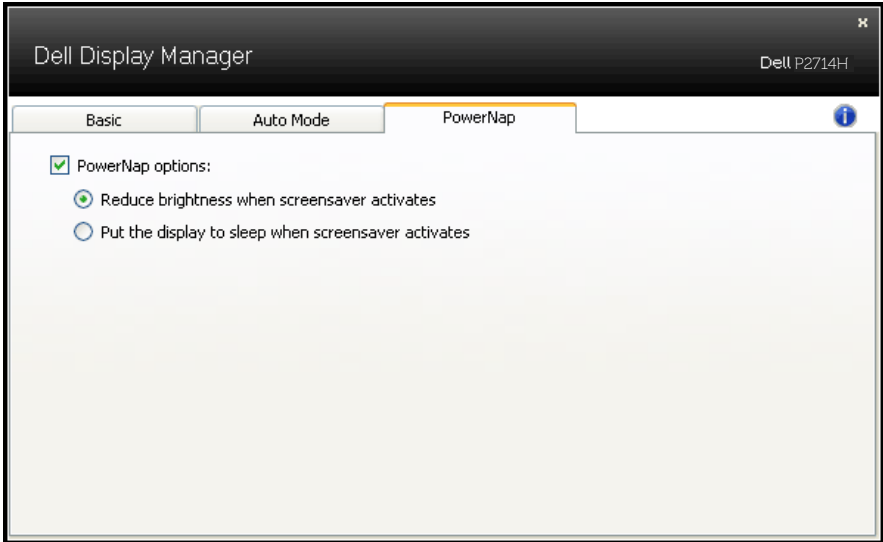 Dell Display Manager
Dell P2714H
Basic
Auto Mode
PowerNap
PowerNap options:
Reduce brightness when screensaver activates
Put the display to sleep when screensaver activates